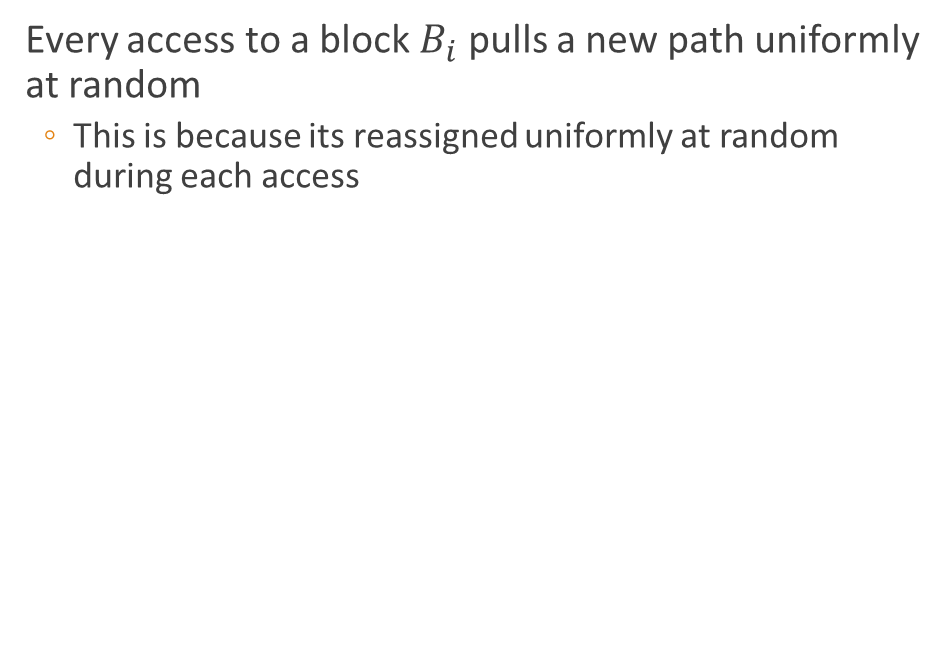 Every access to a block Bᵢ pulls a new path uniformly
at random
◦ This is because its reassigned uniformly at random
during each access